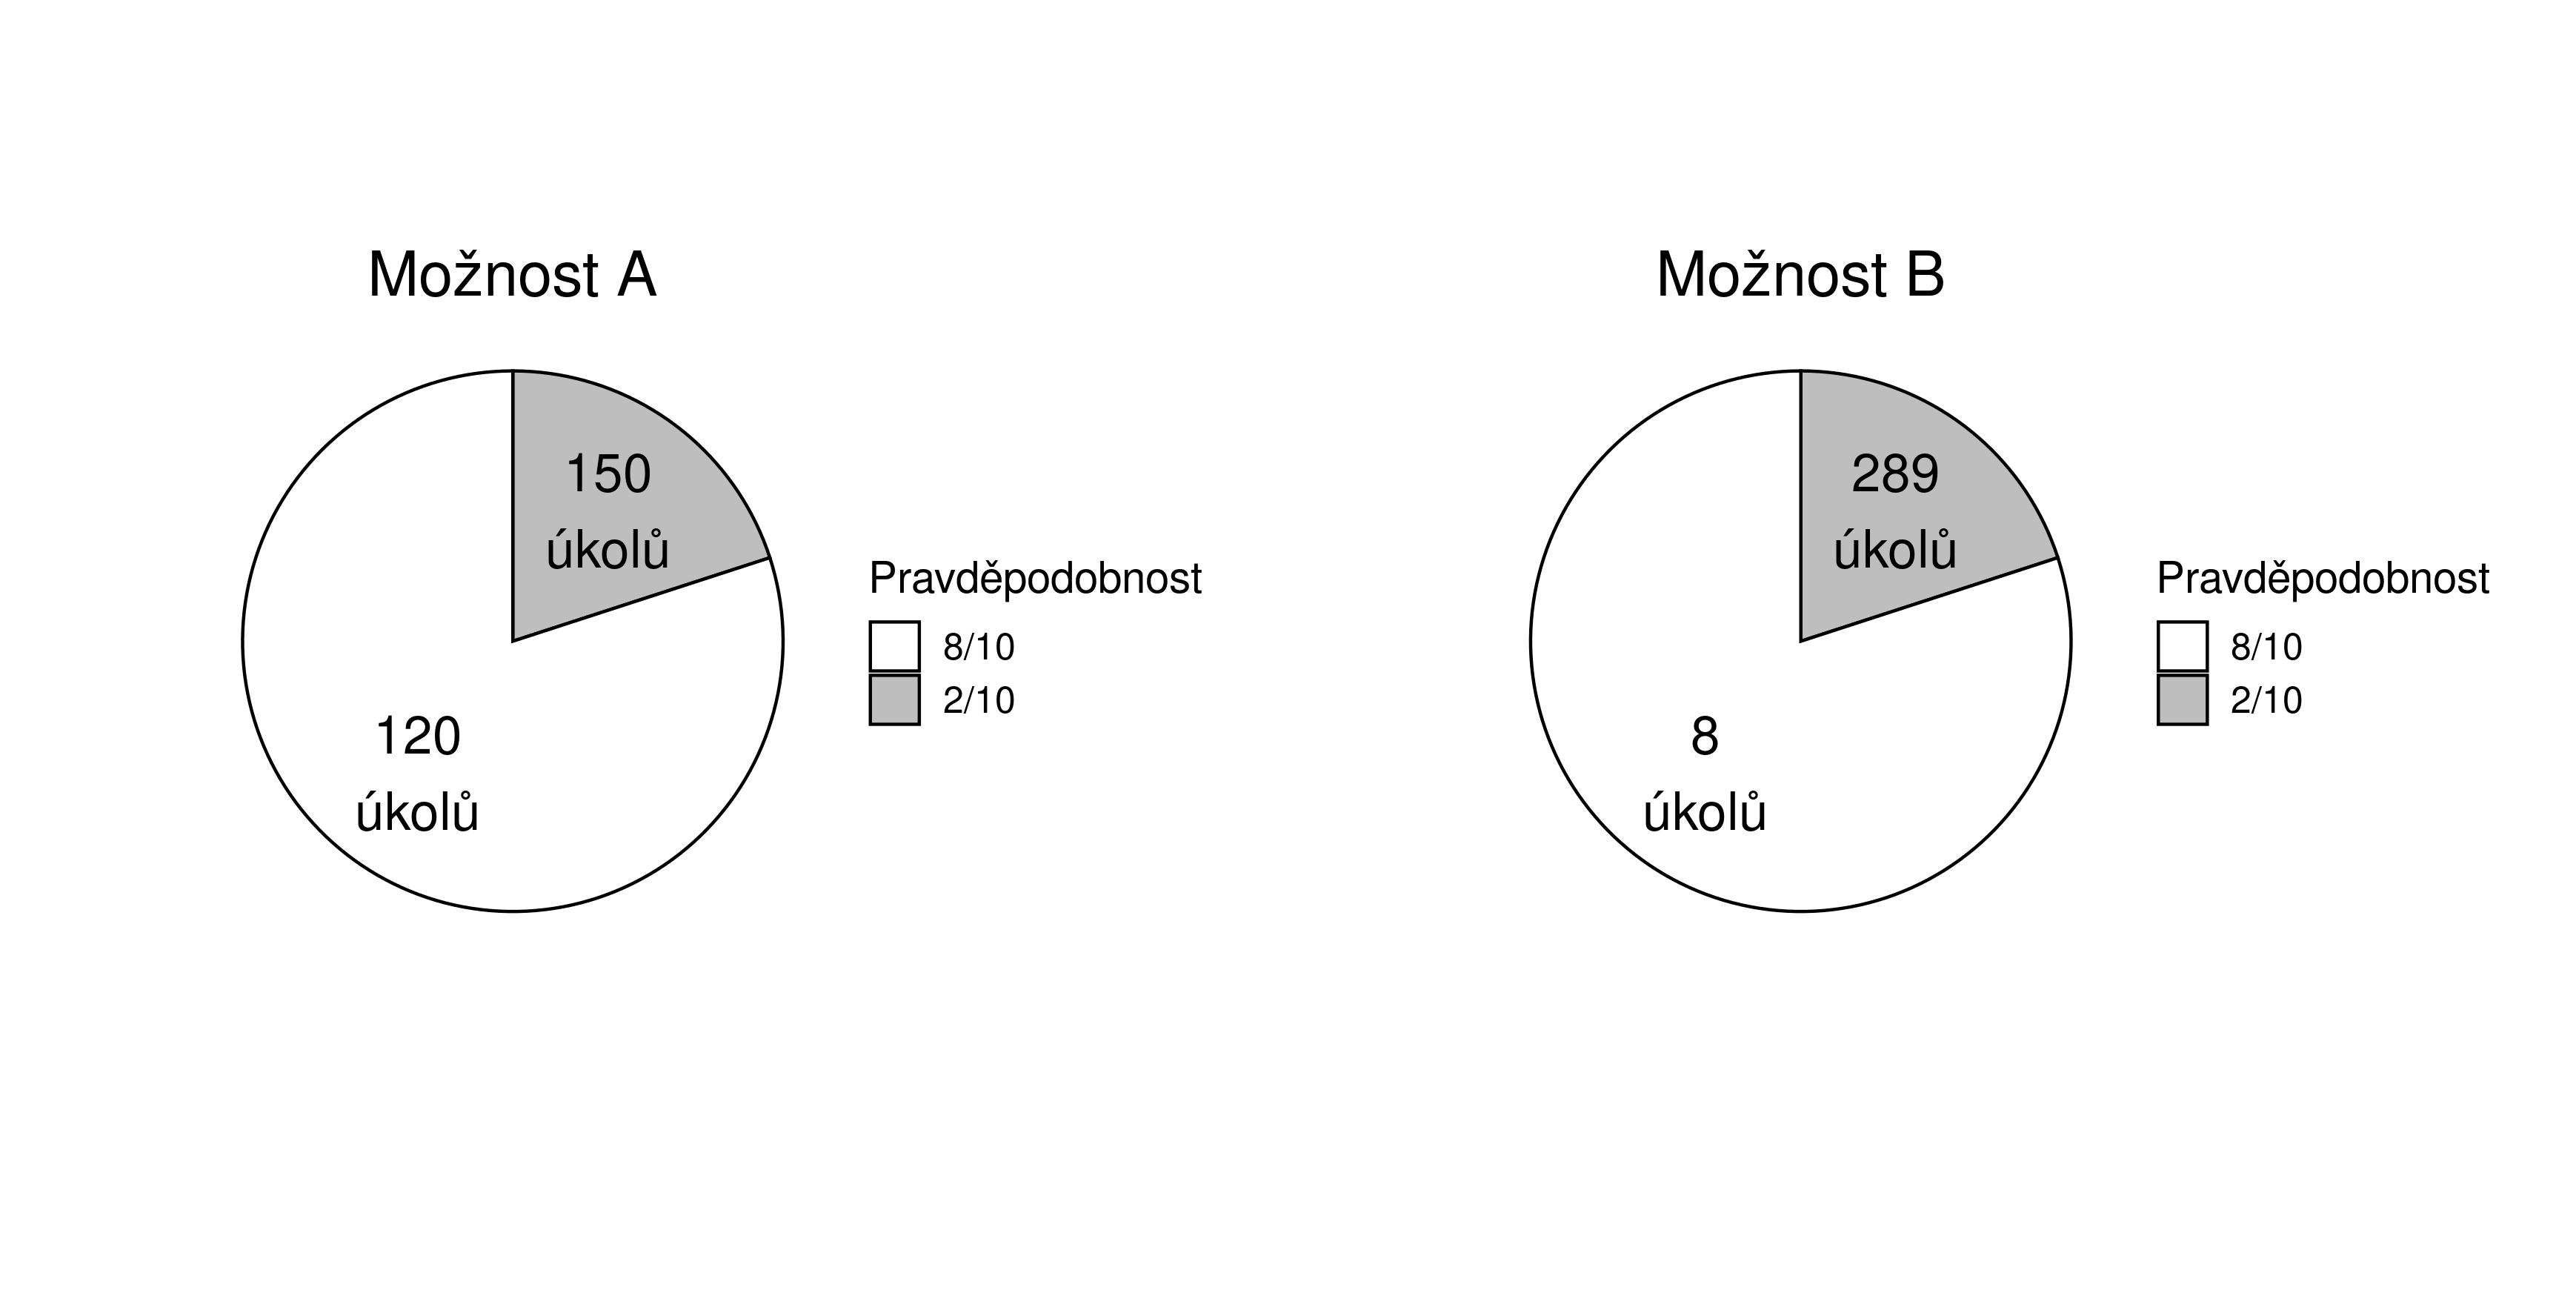 Možnost A
150
úkolů
120
úkolů
Pravděpodobnost
8/10
2/10
Možnost B
289
úkolů
8
úkolů
Pravděpodobnost
8/10
2/10